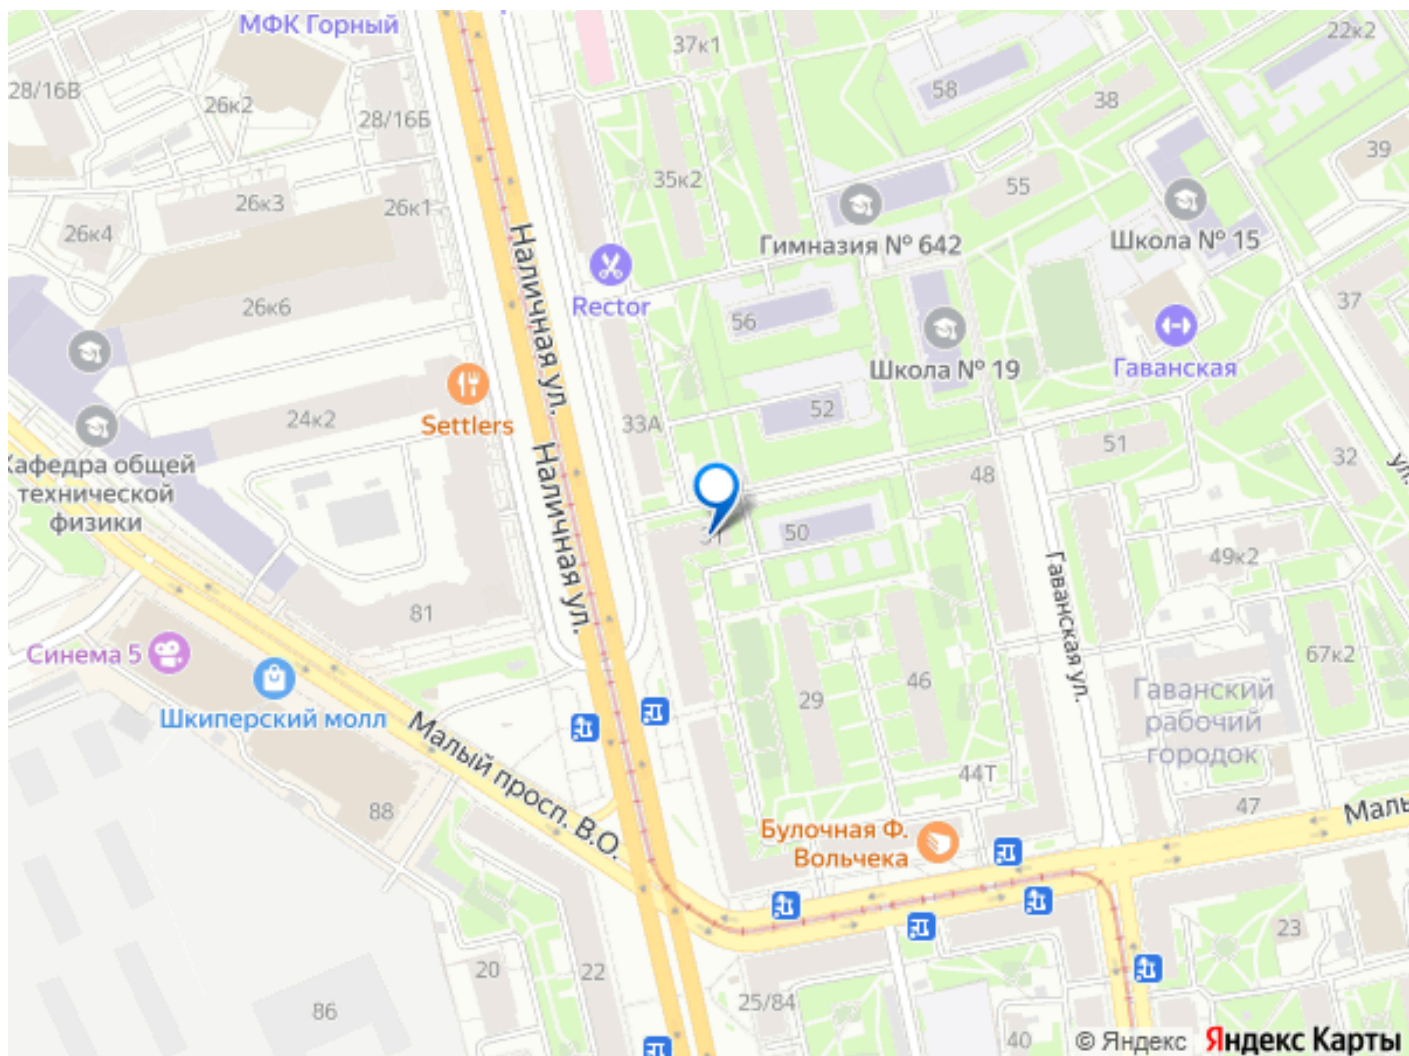 МФК Горный
37к1
22к2
28/16В
26к2
28/16Б
58
38
39
35к2
55
26к3
26к1
26к4
Гимназия № 642
Школа № 15
Наличная ул.
Rector
26к6
56
37
Школа № 19
Гаванская
Settlers
24к2
33А
52
51
48
32
ул.
Кафедра общей
технической
физики
Наличная ул.
50
49к2
Гаванская ул.
81
Синема 5
67к2
Шкиперский молл
29
46
Гаванский
рабочий
городок
Малый просп. В.О.
44Т
88
47
Малы
Булочная Ф.
Вольчека
20
22
23
25/84
86
40
© Яндекс
Яндекс Карты